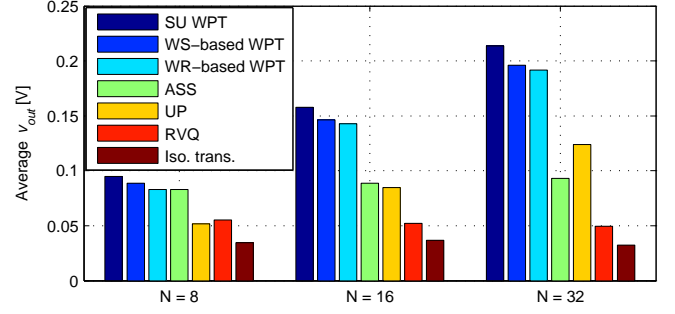 0.25
0.2
0.15
0.1
0.05
0
Average v_out [V]
SU WPT
WS-based WPT
WR-based WPT
ASS
UP
RVQ
Iso. trans.
N = 8
N = 16
N = 32